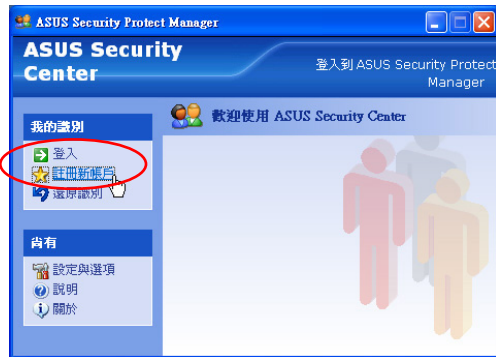 ASUS Security Protect Manager
ASUS Security
Center
登入到 ASUS Security Protect
Manager
我的識別
登入
註冊新帳戶
還原識別
尚有
設定與選項
說明
關於
歡迎使用 ASUS Security Center